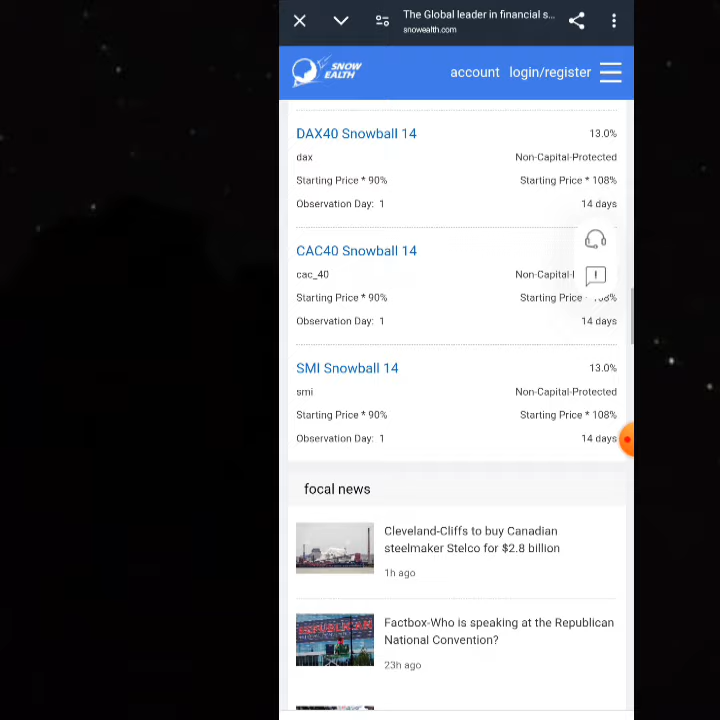 The Global leader in financial s...
snowealth.com
SNOW
EALTH
account login/register
DAX40 Snowball 14 13.0%
dax Non-Capital-Protected
Starting Price * 90% Starting Price * 108%
Observation Day: 1 14 days
CAC40 Snowball 14
cac_40 Non-Capital-
Starting Price * 90% Starting Price
Observation Day: 1 14 days
SMI Snowball 14 13.0%
smi Non-Capital-Protected
Starting Price * 90% Starting Price * 108%
Observation Day: 1 14 days
focal news
Cleveland-Cliffs to buy Canadian
steelmaker Stelco for $2.8 billion
1h ago
Factbox-Who is speaking at the Republican
National Convention?
23h ago